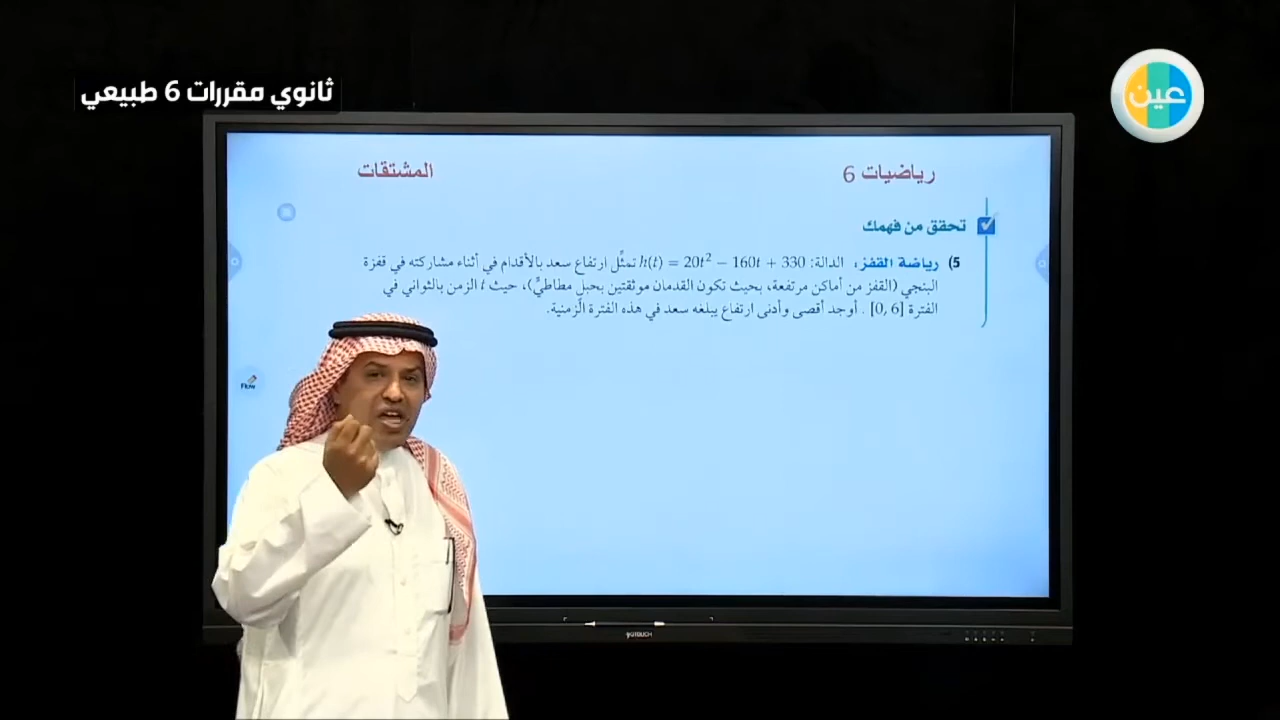 ثانوي مقررات 6 طبيعي
عين
رياضيات 6
المشتقات
تحقق من فهمك
5) رياضة القفز: الدالة: h(t) = 20t² − 160t + 330 تمثّل ارتفاع سعد بالأقدام في أثناء مشاركته في قفزة
البنجي (القفز من أماكن مرتفعة، بحيث تكون القدمان موثقتين بحبلٍ مطاطيٍّ)، حيث t الزمن بالثواني في
الفترة [0, 6] . أوجد أقصى وأدنى ارتفاع يبلغه سعد في هذه الفترة الزمنية.
Flow